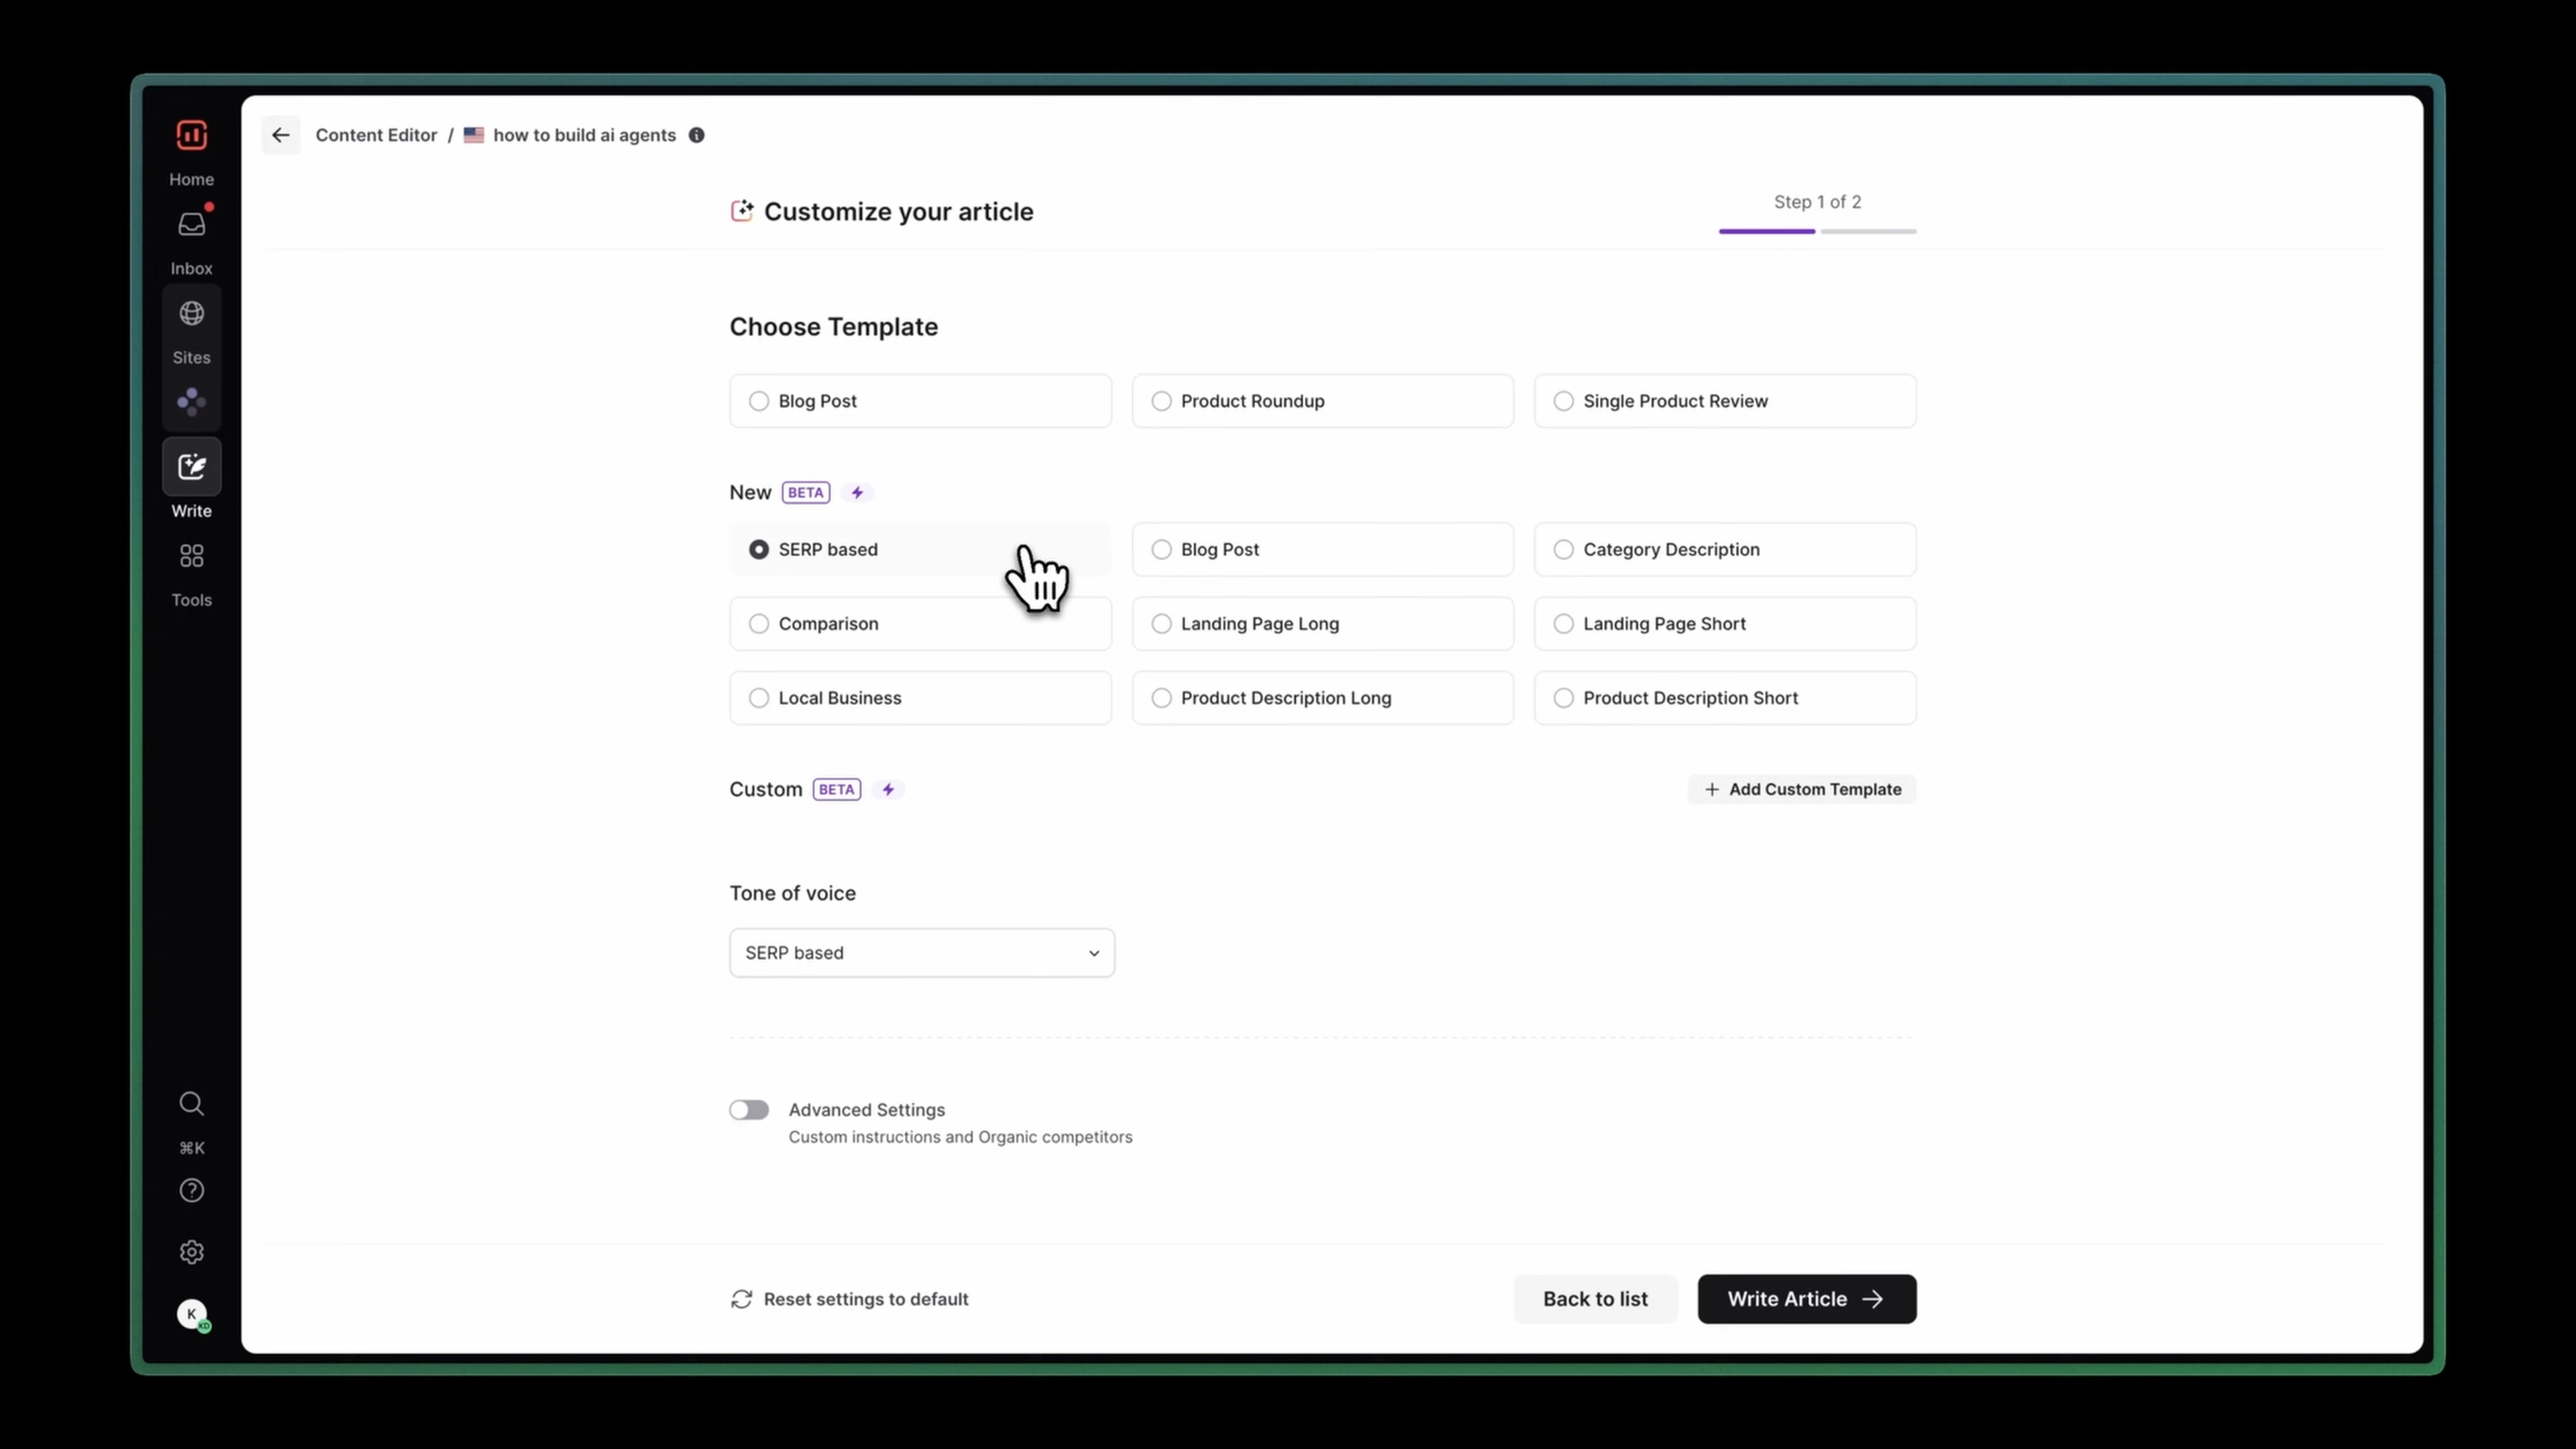 Home
Inbox
Sites
Write
Tools
⌘K
K
KD
Content Editor / how to build ai agents
Customize your article
Step 1 of 2
Choose Template
Blog Post
Product Roundup
Single Product Review
New BETA
SERP based
Blog Post
Category Description
Comparison
Landing Page Long
Landing Page Short
Local Business
Product Description Long
Product Description Short
Custom BETA
+ Add Custom Template
Tone of voice
SERP based
Advanced Settings
Custom instructions and Organic competitors
Reset settings to default
Back to list
Write Article